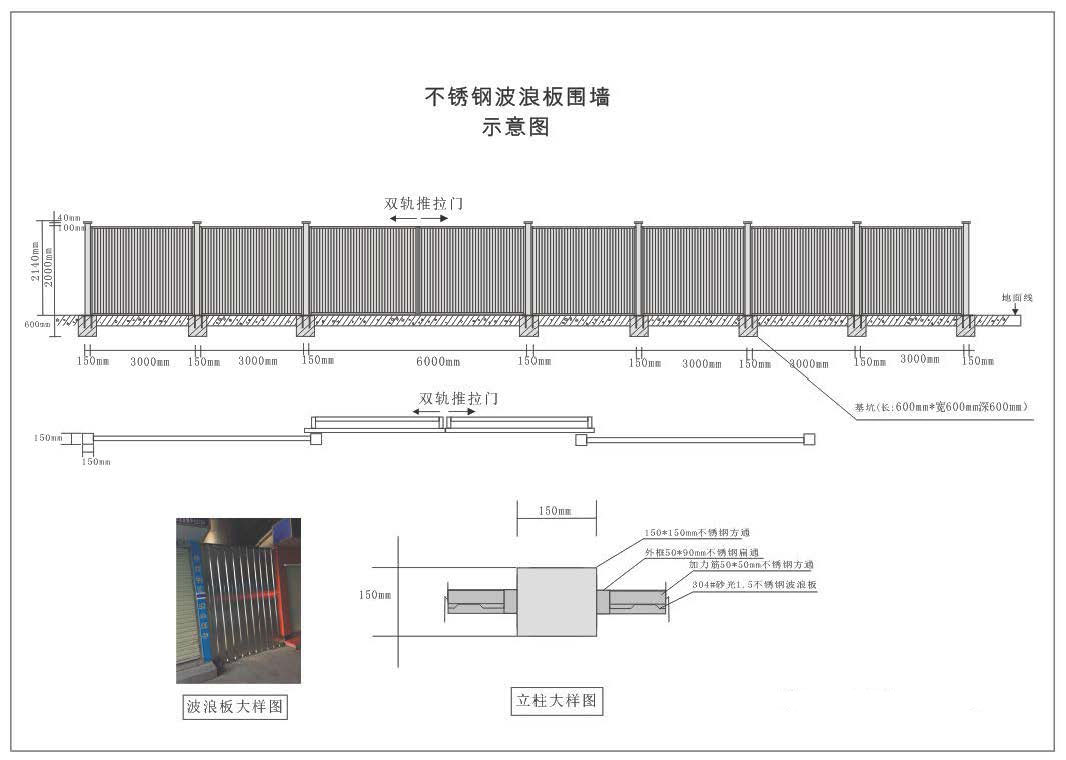 不锈钢波浪板围墙
示意图
双轨推拉门
40mm
100mm
2140mm
2000mm
600mm
地面线
150mm
3000mm
150mm
3000mm
150mm
6000mm
150mm
150mm
3000mm
150mm
3000mm
150mm
3000mm
150mm
基坑(长:600mm*宽600mm深600mm)
双轨推拉门
150mm
150mm
150mm
150mm
150*150mm不锈钢方通
外框50*90mm不锈钢扁通
加力筋50*50mm不锈钢方通
304#砂光1.5不锈钢波浪板
波浪板大样图
立柱大样图